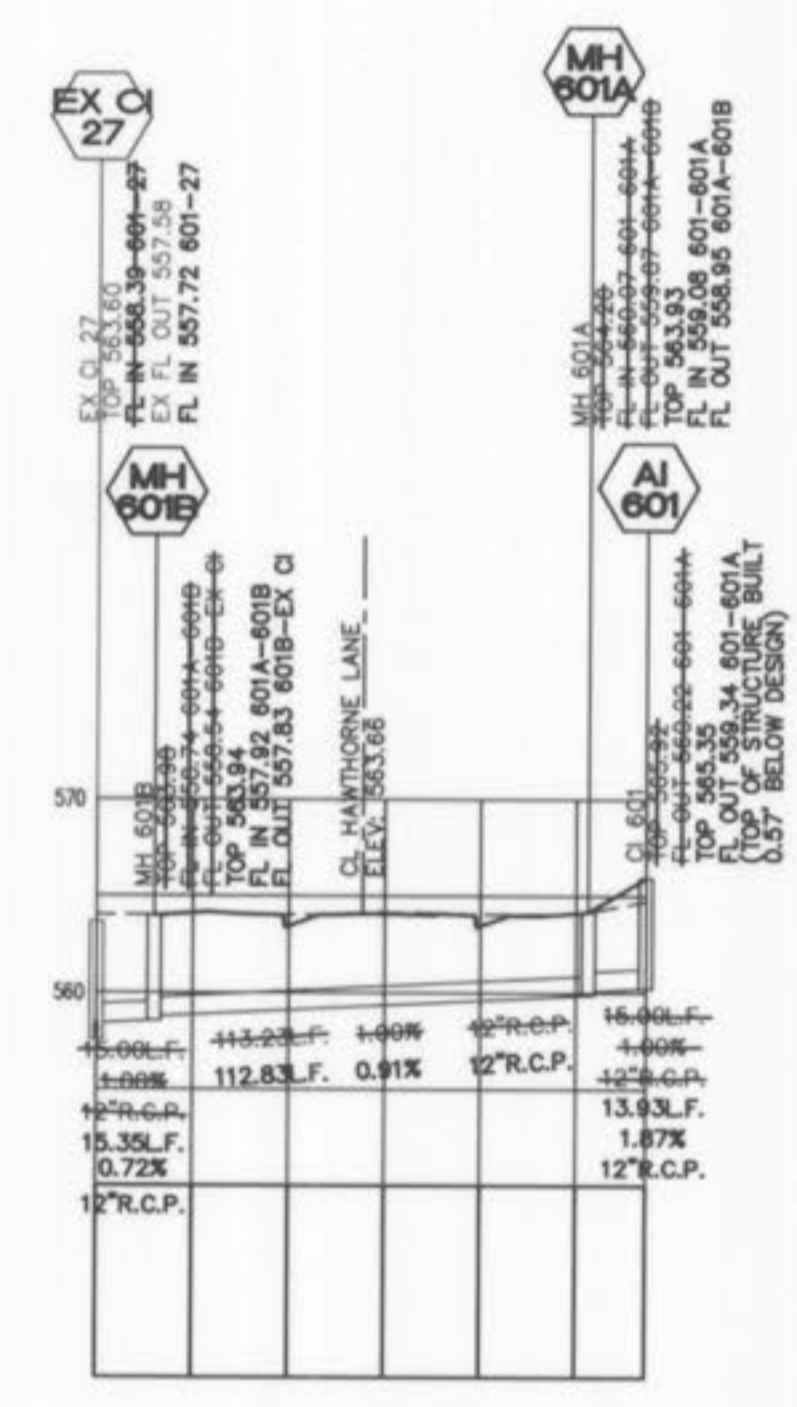 EX CI
27
EX CI 27
TOP 563.60
FL IN 558.39 601-27
EX FL OUT 557.58
FL IN 557.72 601-27
MH
601A
MH 601A
TOP 564.20
FL IN 560.07 601-601A
FL OUT 559.87 601A-601B
TOP 563.93
FL IN 559.08 601-601A
FL OUT 558.95 601A-601B
MH
601B
MH 601B
TOP
FL IN 558.74 601A-601B
FL OUT 558.54 601B-EX CI
TOP 563.94
FL IN 557.92 601A-601B
FL OUT 557.83 601B-EX CI
CL HAWTHORNE LANE
ELEV: 563.66
AI
601
CI 601
TOP 565.92
FL OUT 560.22 601-601A
TOP 565.35
FL OUT 559.34 601-601A
(TOP OF STRUCTURE BUILT
0.57' BELOW DESIGN)
570
560
15.00L.F.
1.00%
12"R.C.P.
15.35L.F.
0.72%
12"R.C.P.
113.23L.F. 1.00% 12"R.C.P.
112.83L.F. 0.91% 12"R.C.P.
15.00L.F.
1.00%
12"R.C.P.
13.93L.F.
1.87%
12"R.C.P.